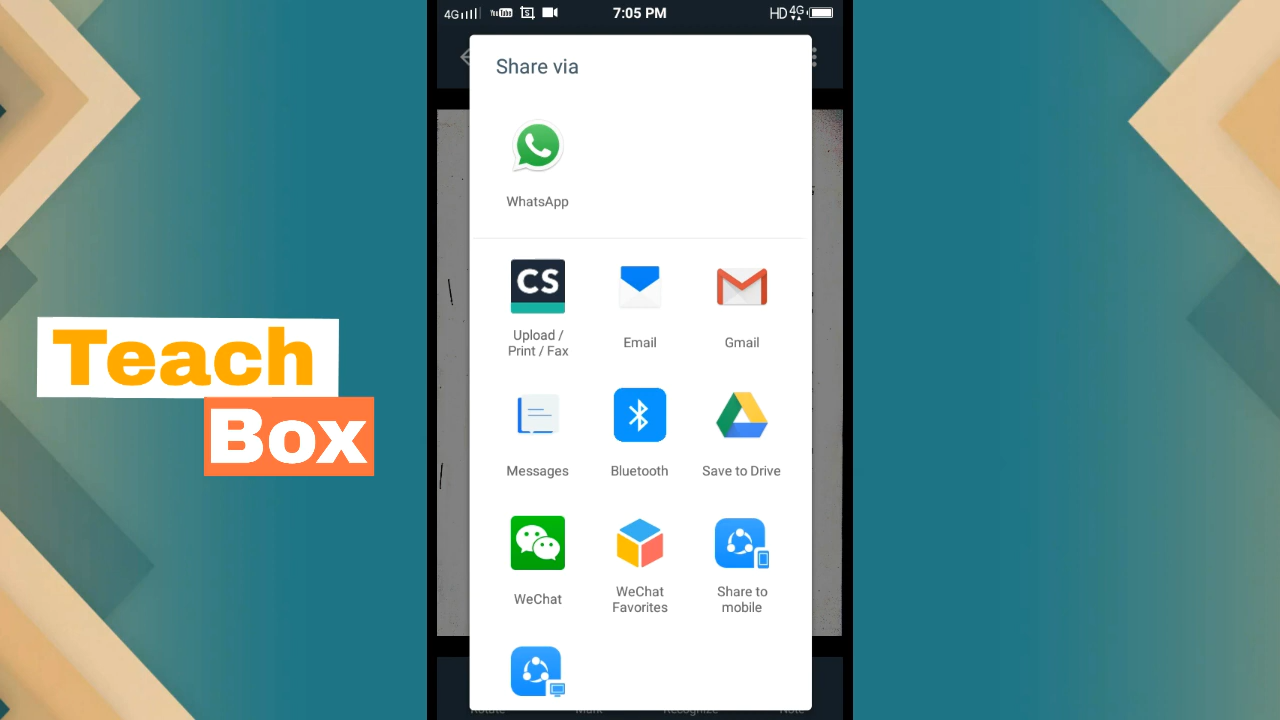 4G
7:05 PM
HD 4G
Share via
WhatsApp
CS
Upload /
Print / Fax
Email
Gmail
Messages
Bluetooth
Save to Drive
WeChat
WeChat
Favorites
Share to
mobile
Teach
Box